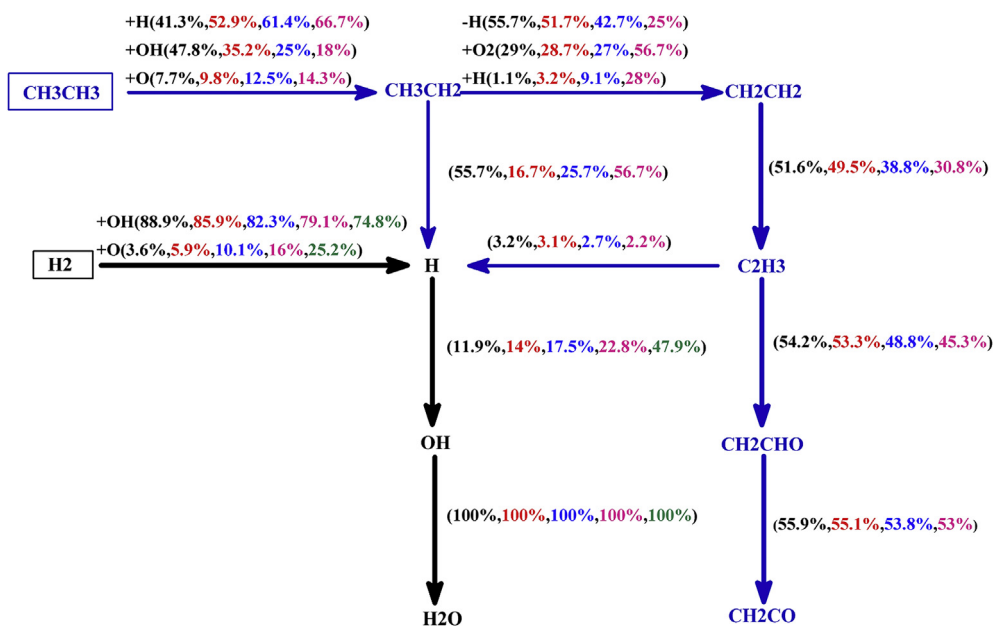 +H(41.3%,52.9%,61.4%,66.7%)
+OH(47.8%,35.2%,25%,18%)
+O(7.7%,9.8%,12.5%,14.3%)
-H(55.7%,51.7%,42.7%,25%)
+O2(29%,28.7%,27%,56.7%)
+H(1.1%,3.2%,9.1%,28%)
CH3CH3
CH3CH2
CH2CH2
(55.7%,16.7%,25.7%,56.7%)
(51.6%,49.5%,38.8%,30.8%)
+OH(88.9%,85.9%,82.3%,79.1%,74.8%)
+O(3.6%,5.9%,10.1%,16%,25.2%)
(3.2%,3.1%,2.7%,2.2%)
H2
H
C2H3
(11.9%,14%,17.5%,22.8%,47.9%)
(54.2%,53.3%,48.8%,45.3%)
OH
CH2CHO
(100%,100%,100%,100%,100%)
(55.9%,55.1%,53.8%,53%)
H2O
CH2CO